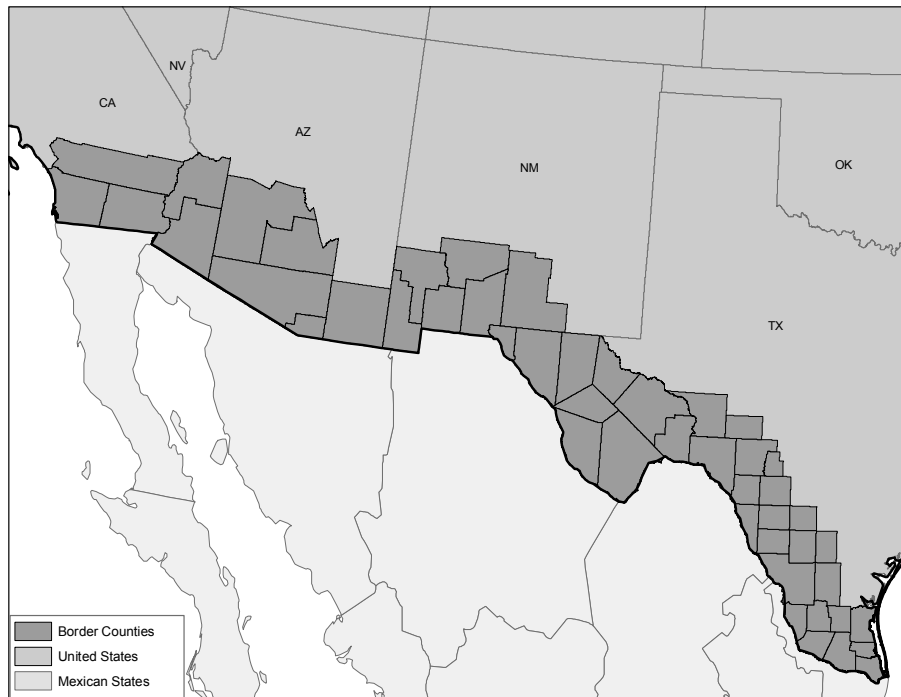 NV
CA
AZ
NM
OK
TX
Border Counties
United States
Mexican States